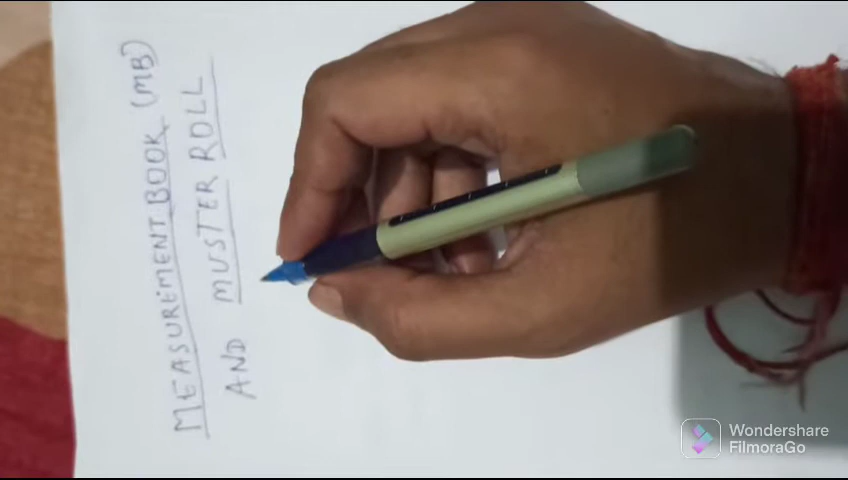 MEASUREMENT BOOK (MB)
AND MUSTER ROLL
Wondershare
FilmoraGo